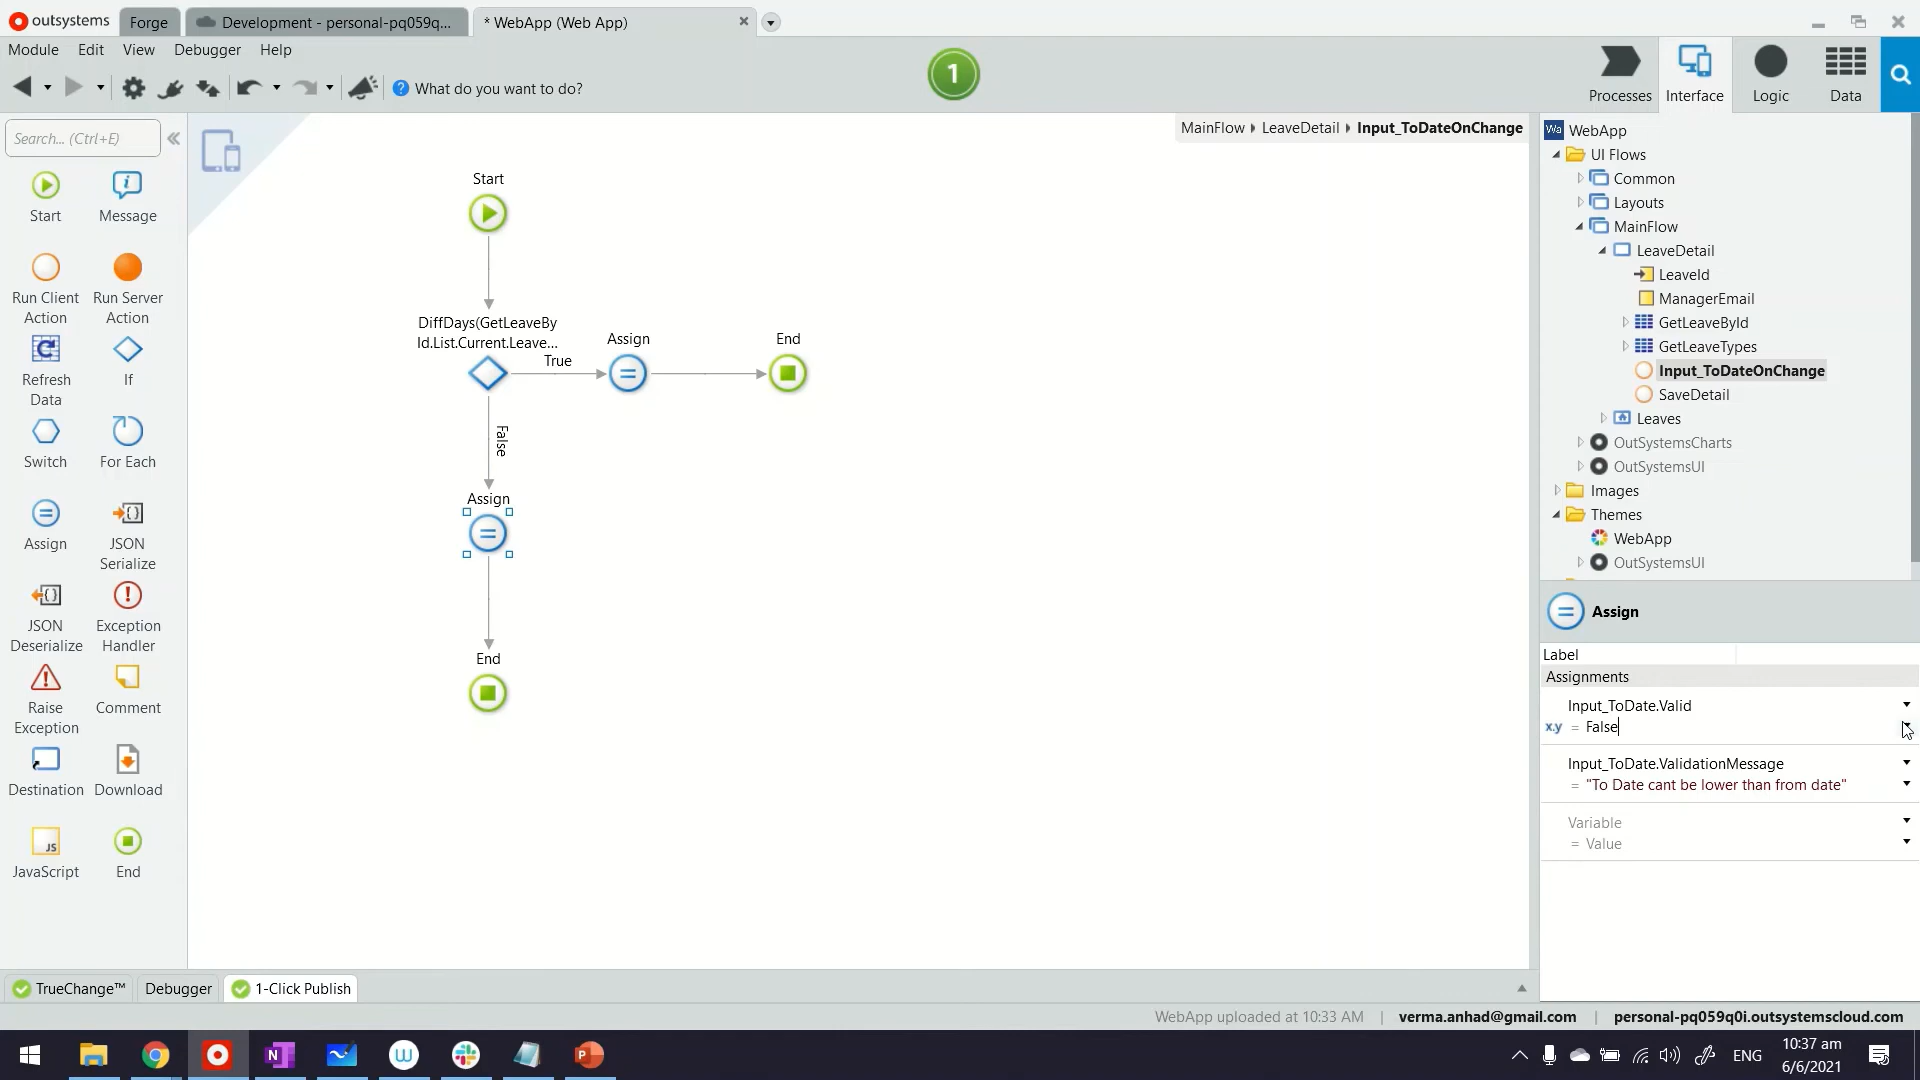 outsystems
Forge
Development - personal-pq059q...
* WebApp (Web App)
Module
Edit
View
Debugger
Help
1
What do you want to do?
Processes
Interface
Logic
Data
Search... (Ctrl+E)
Start
Message
Run Client
Action
Run Server
Action
Refresh
Data
If
Switch
For Each
Assign
JSON
Serialize
JSON
Deserialize
Exception
Handler
Raise
Exception
Comment
Destination
Download
JS
JavaScript
End
MainFlow
LeaveDetail
Input_ToDateOnChange
Start
DiffDays(GetLeaveBy
Id.List.Current.Leave...
True
Assign
End
False
Assign
End
Wa
WebApp
UI Flows
Common
Layouts
MainFlow
LeaveDetail
LeaveId
ManagerEmail
GetLeaveById
GetLeaveTypes
Input_ToDateOnChange
SaveDetail
Leaves
OutSystemsCharts
OutSystemsUI
Images
Themes
WebApp
OutSystemsUI
Assign
Label
Assignments
Input_ToDate.Valid
x.y = False
Input_ToDate.ValidationMessage
= "To Date cant be lower than from date"
Variable
= Value
TrueChange™
Debugger
1-Click Publish
WebApp uploaded at 10:33 AM | verma.anhad@gmail.com | personal-pq059q0i.outsystemscloud.com
ENG
10:37 am
6/6/2021